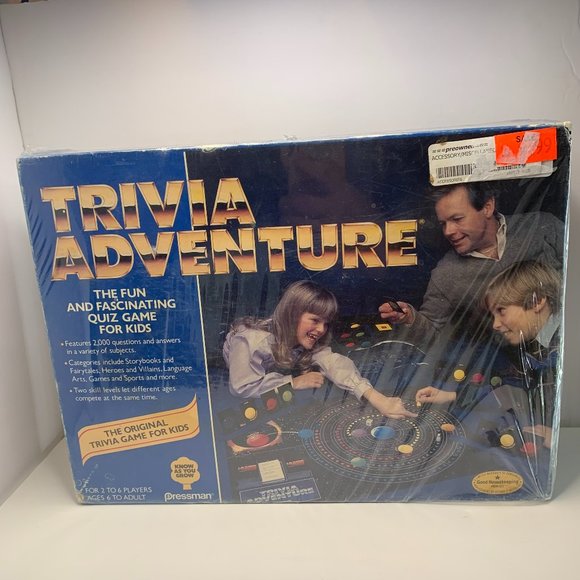 ***preowned***
SALE
TRIVIA
ADVENTURE®
THE FUN
AND FASCINATING
QUIZ GAME
FOR KIDS
• Features 2,000 questions and answers
in a variety of subjects.
• Categories include Storybooks and
Fairytales, Heroes and Villains, Language
Arts, Games and Sports and more.
• Two skill levels let different ages
compete at the same time.
THE ORIGINAL
TRIVIA GAME FOR KIDS
KNOW
AS YOU
GROW
FOR 2 TO 6 PLAYERS
AGES 6 TO ADULT
Pressman®
TRIVIA
ADVENTURE
Good Housekeeping